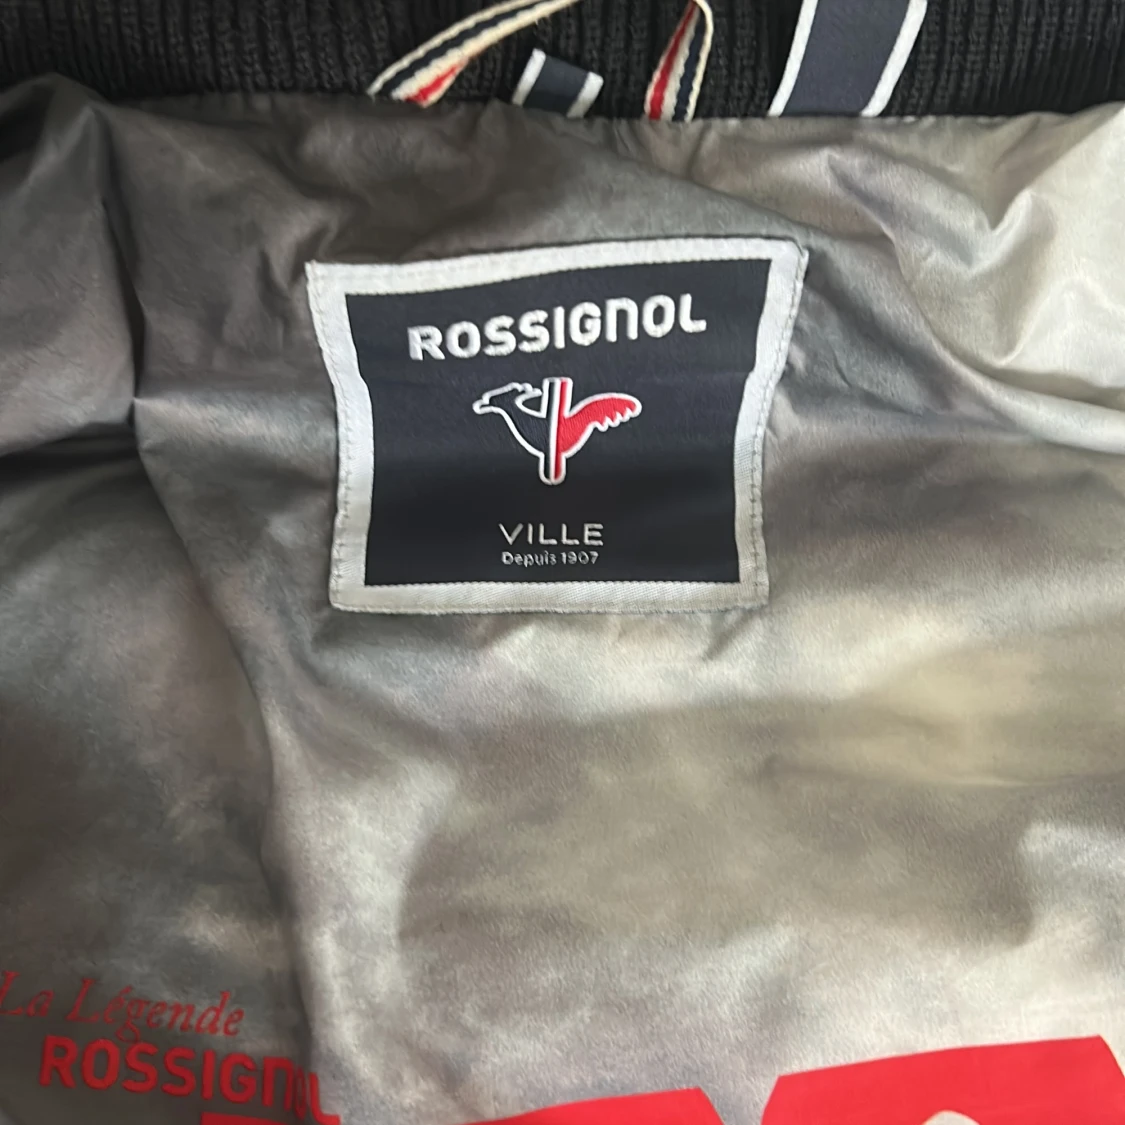 ROSSIGNOL
VILLE
Depuis 1907
La Légende
ROSSIGNOL